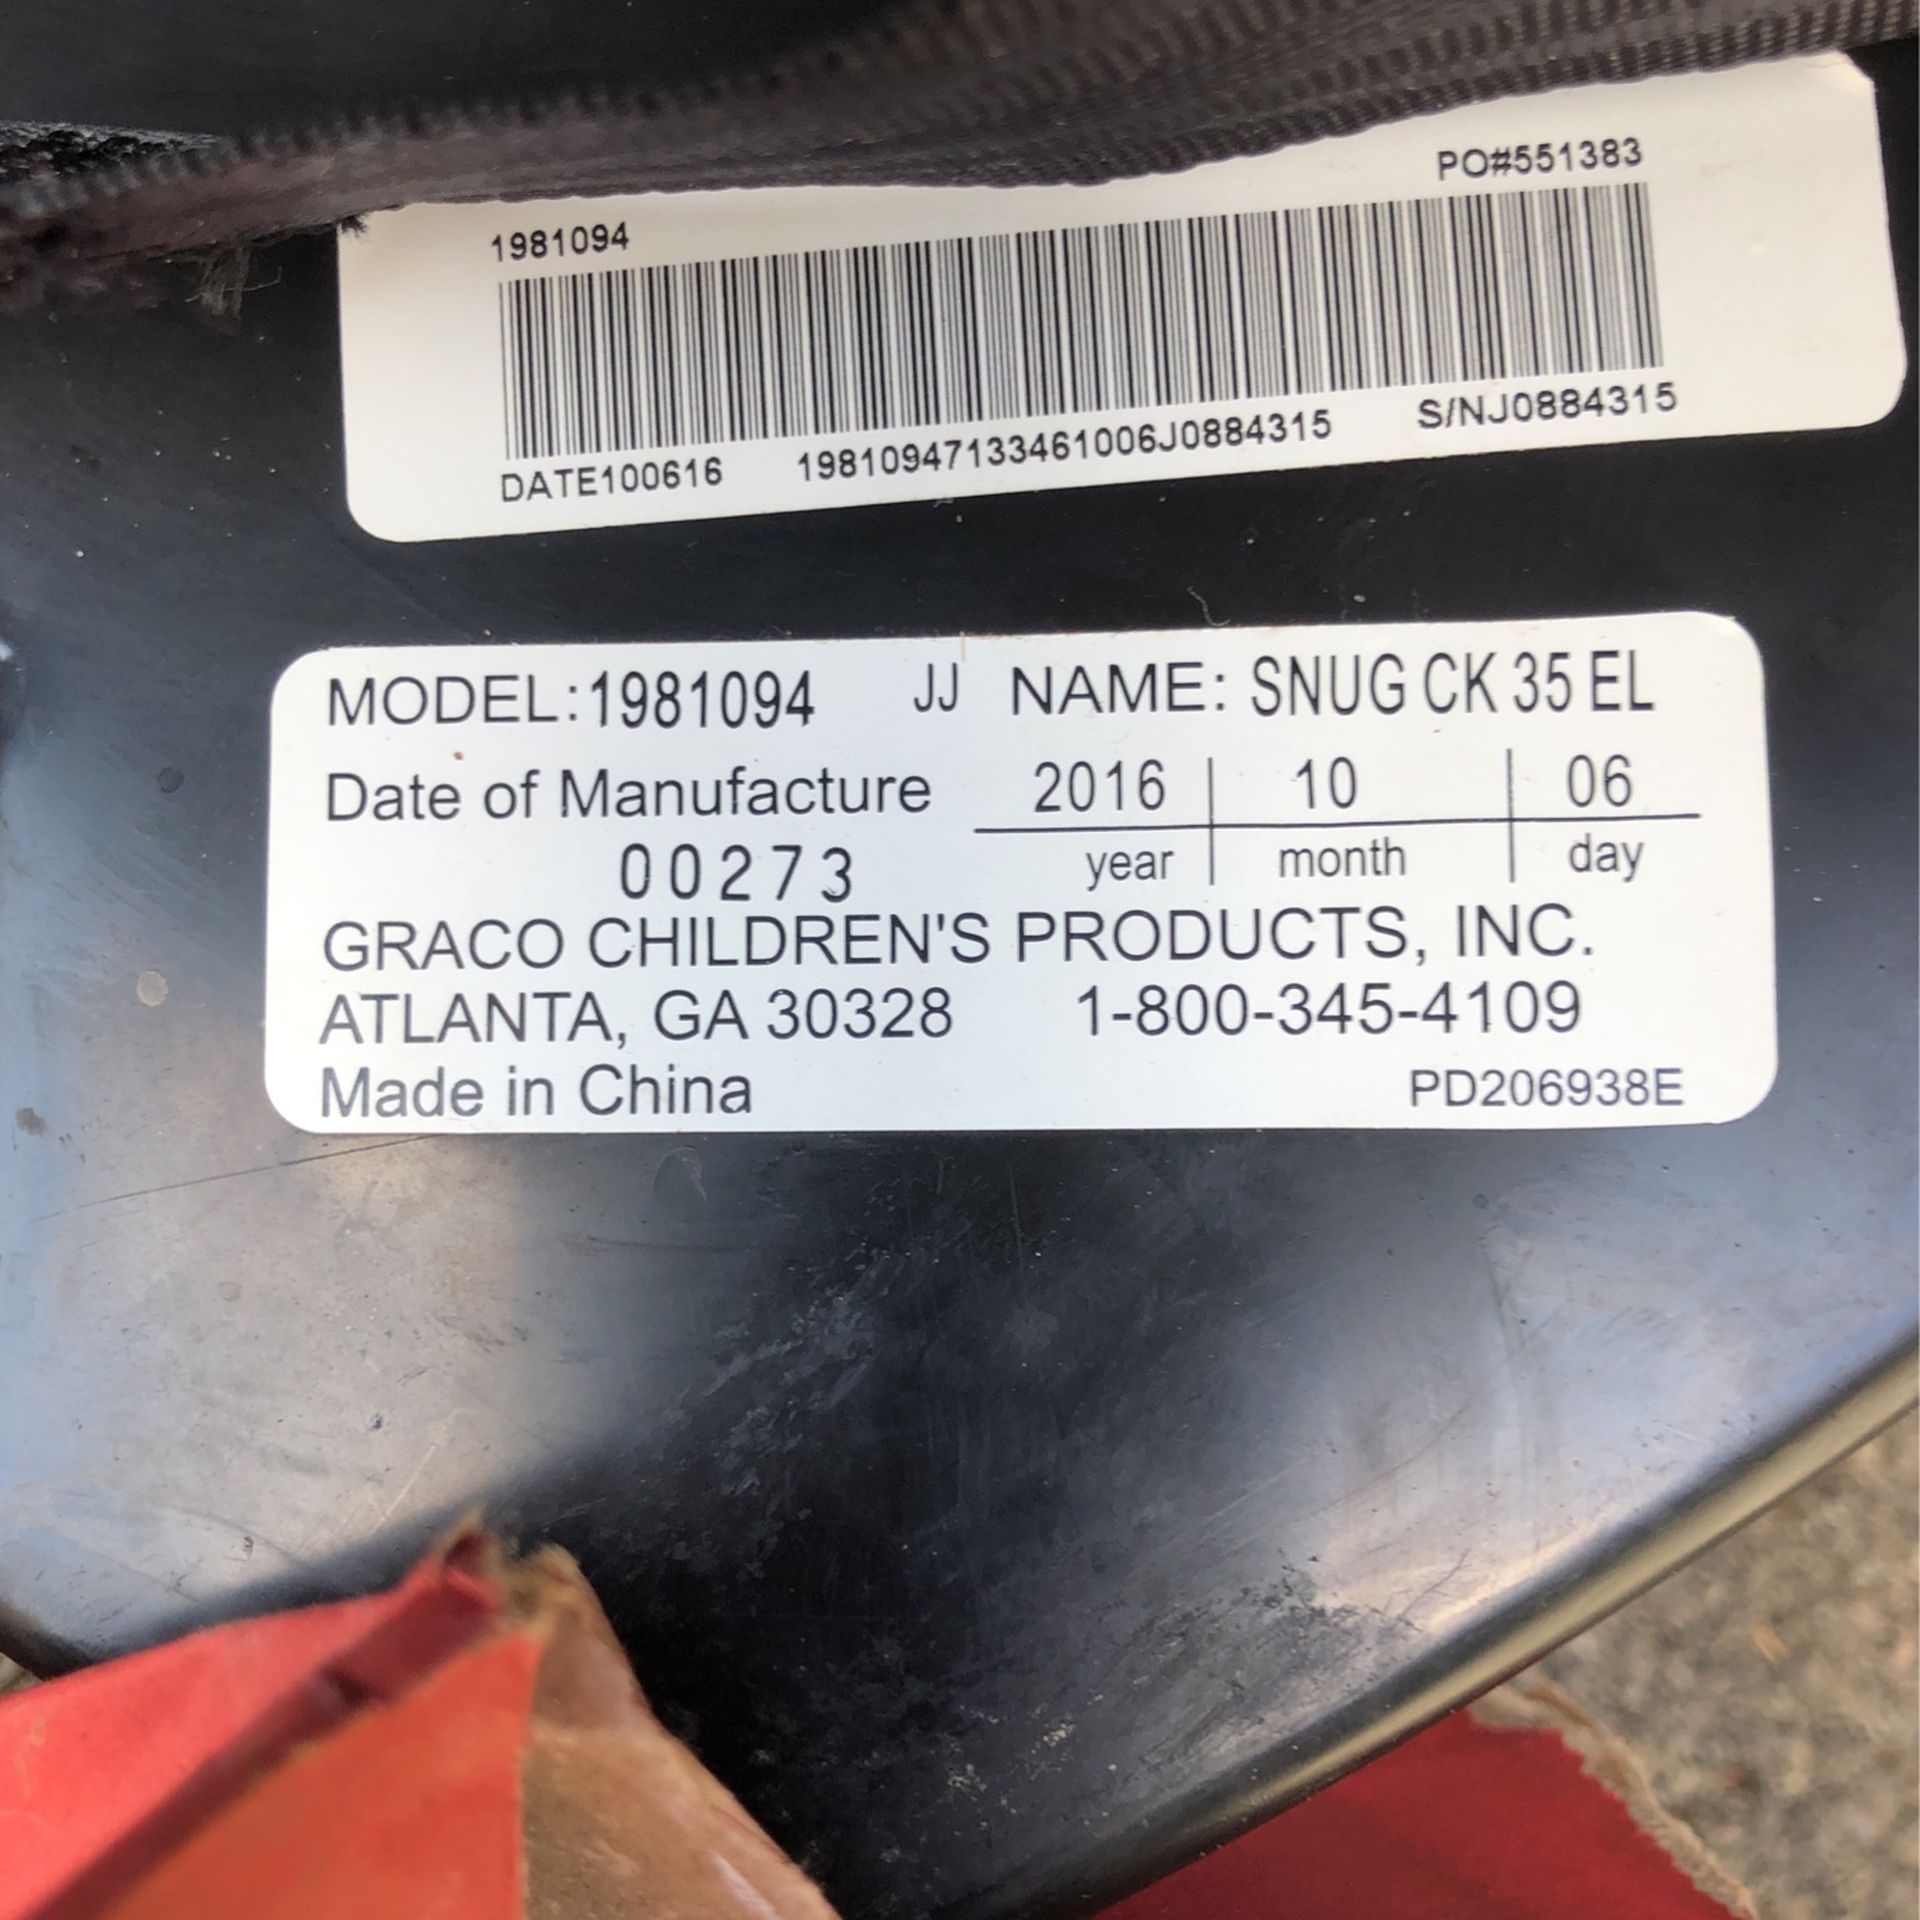 PO#551383
1981094
DATE100616 19810947133461006J0884315 S/NJ0884315
MODEL:1981094 JJ NAME: SNUG CK 35 EL
Date of Manufacture 2016 10 06
00273 year month day
GRACO CHILDREN'S PRODUCTS, INC.
ATLANTA, GA 30328 1-800-345-4109
Made in China PD206938E